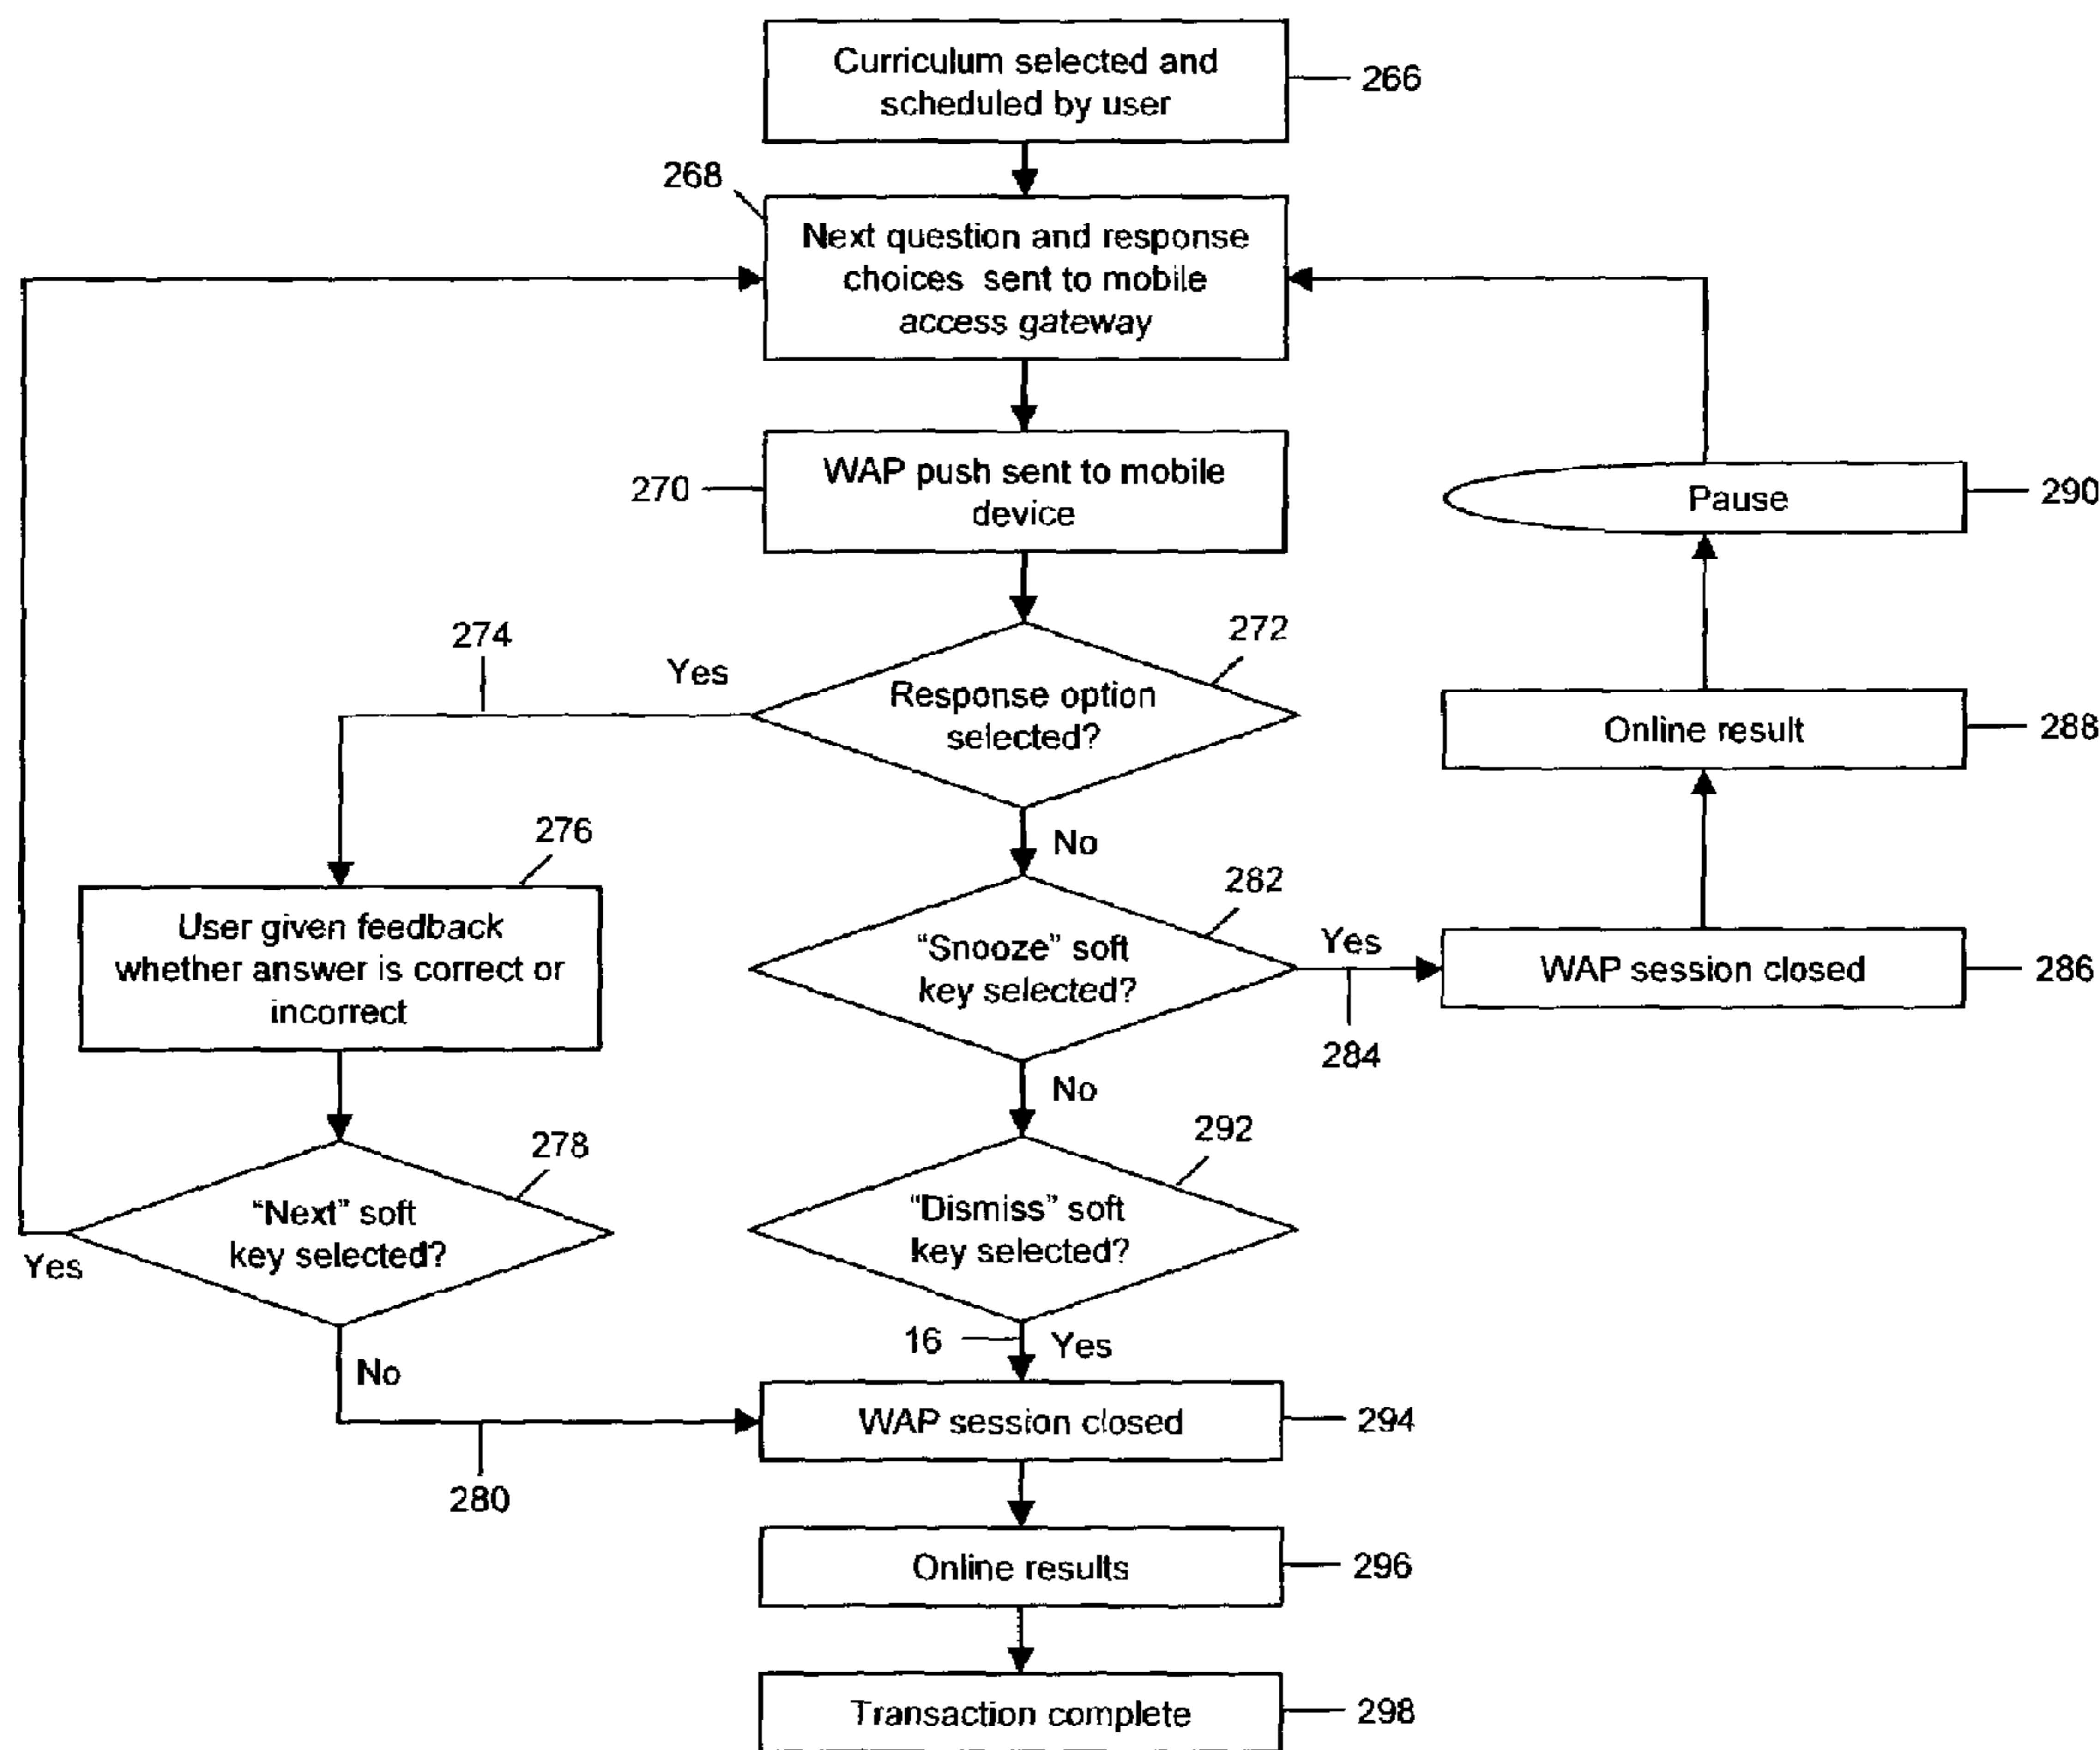 Curriculum selected and
scheduled by user
266
268
Next question and response
choices sent to mobile
access gateway
270
WAP push sent to mobile
device
Pause
290
274
Yes
272
Response option
selected?
Online result
288
No
276
User given feedback
whether answer is correct or
incorrect
282
"Snooze" soft
key selected?
Yes
284
WAP session closed
286
No
278
"Next" soft
key selected?
Yes
292
"Dismiss" soft
key selected?
16
Yes
No
280
WAP session closed
294
Online results
296
Transaction complete
298